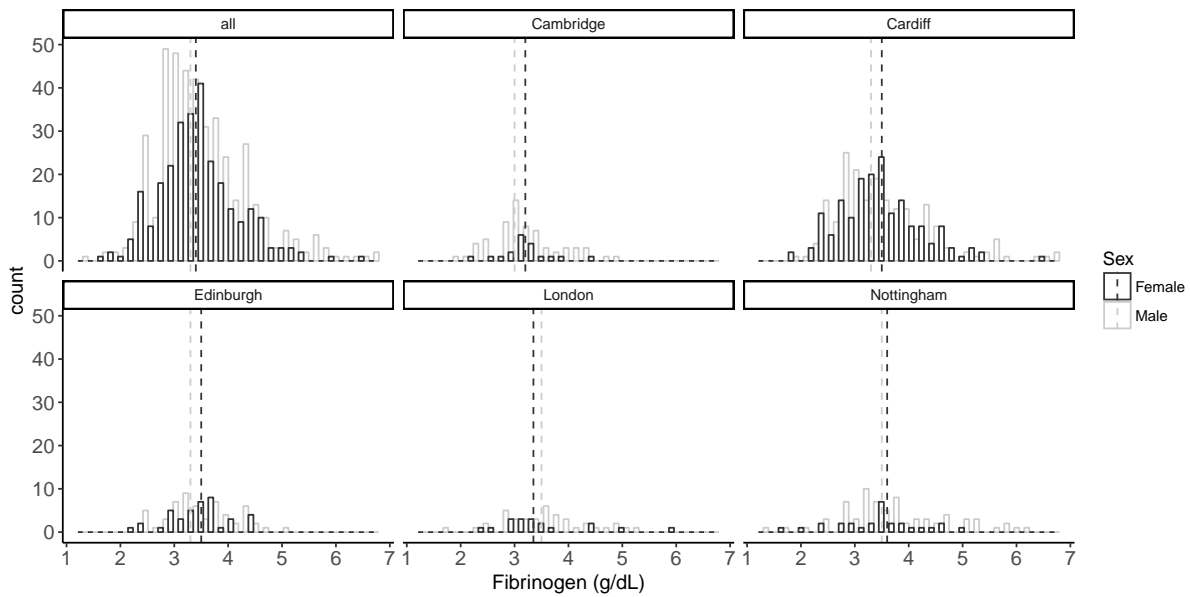 all Cambridge Cardiff
50
40
30
20
10
0
count
Edinburgh London Nottingham
50
40
30
20
10
0
1 2 3 4 5 6 7 1 2 3 4 5 6 7 1 2 3 4 5 6 7
Fibrinogen (g/dL)
Sex
Female
Male